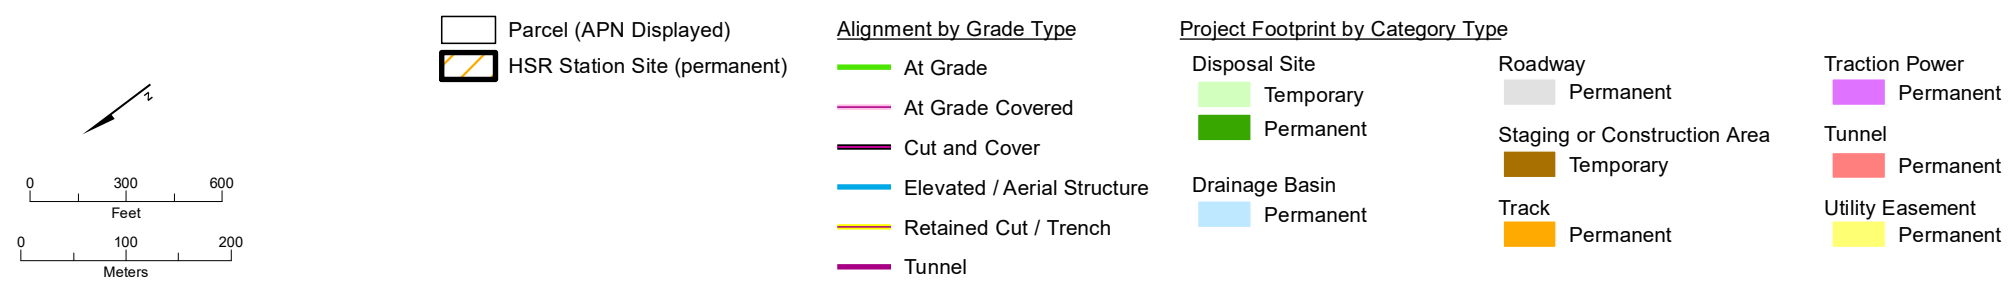 Parcel (APN Displayed)
HSR Station Site (permanent)
N
0 300 600
Feet
0 100 200
Meters
Alignment by Grade Type
At Grade
At Grade Covered
Cut and Cover
Elevated / Aerial Structure
Retained Cut / Trench
Tunnel
Project Footprint by Category Type
Disposal Site
Temporary
Permanent
Drainage Basin
Permanent
Roadway
Permanent
Staging or Construction Area
Temporary
Track
Permanent
Traction Power
Permanent
Tunnel
Permanent
Utility Easement
Permanent